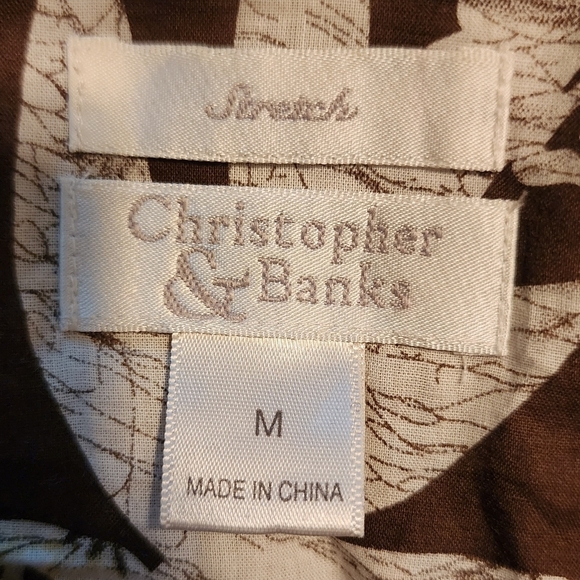 Stretch
Christopher
& Banks
M
MADE IN CHINA